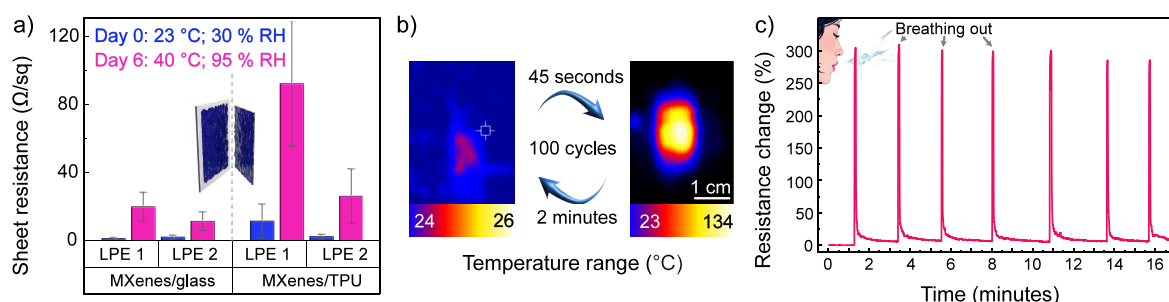 a)
Day 0: 23 °C; 30 % RH
Day 6: 40 °C; 95 % RH
Sheet resistance (Ω/sq)
120
80
40
0
LPE 1 LPE 2 LPE 1 LPE 2
MXenes/glass MXenes/TPU
b)
45 seconds
100 cycles
2 minutes
1 cm
24 26 23 134
Temperature range (°C)
c)
Breathing out
Resistance change (%)
300
250
200
150
100
50
0
0 2 4 6 8 10 12 14 16
Time (minutes)